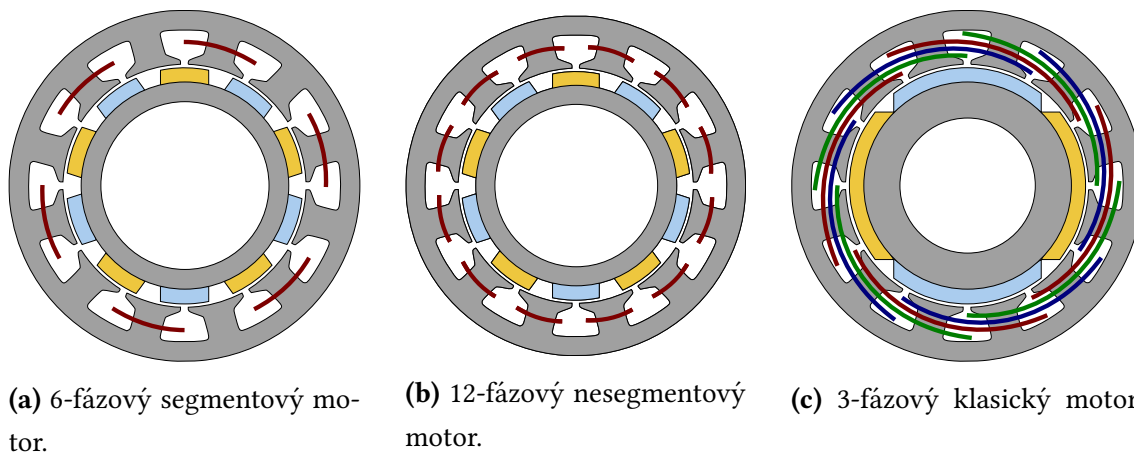 (a) 6-fázový segmentový mo-
tor.
(b) 12-fázový nesegmentový
motor.
(c) 3-fázový klasický motor